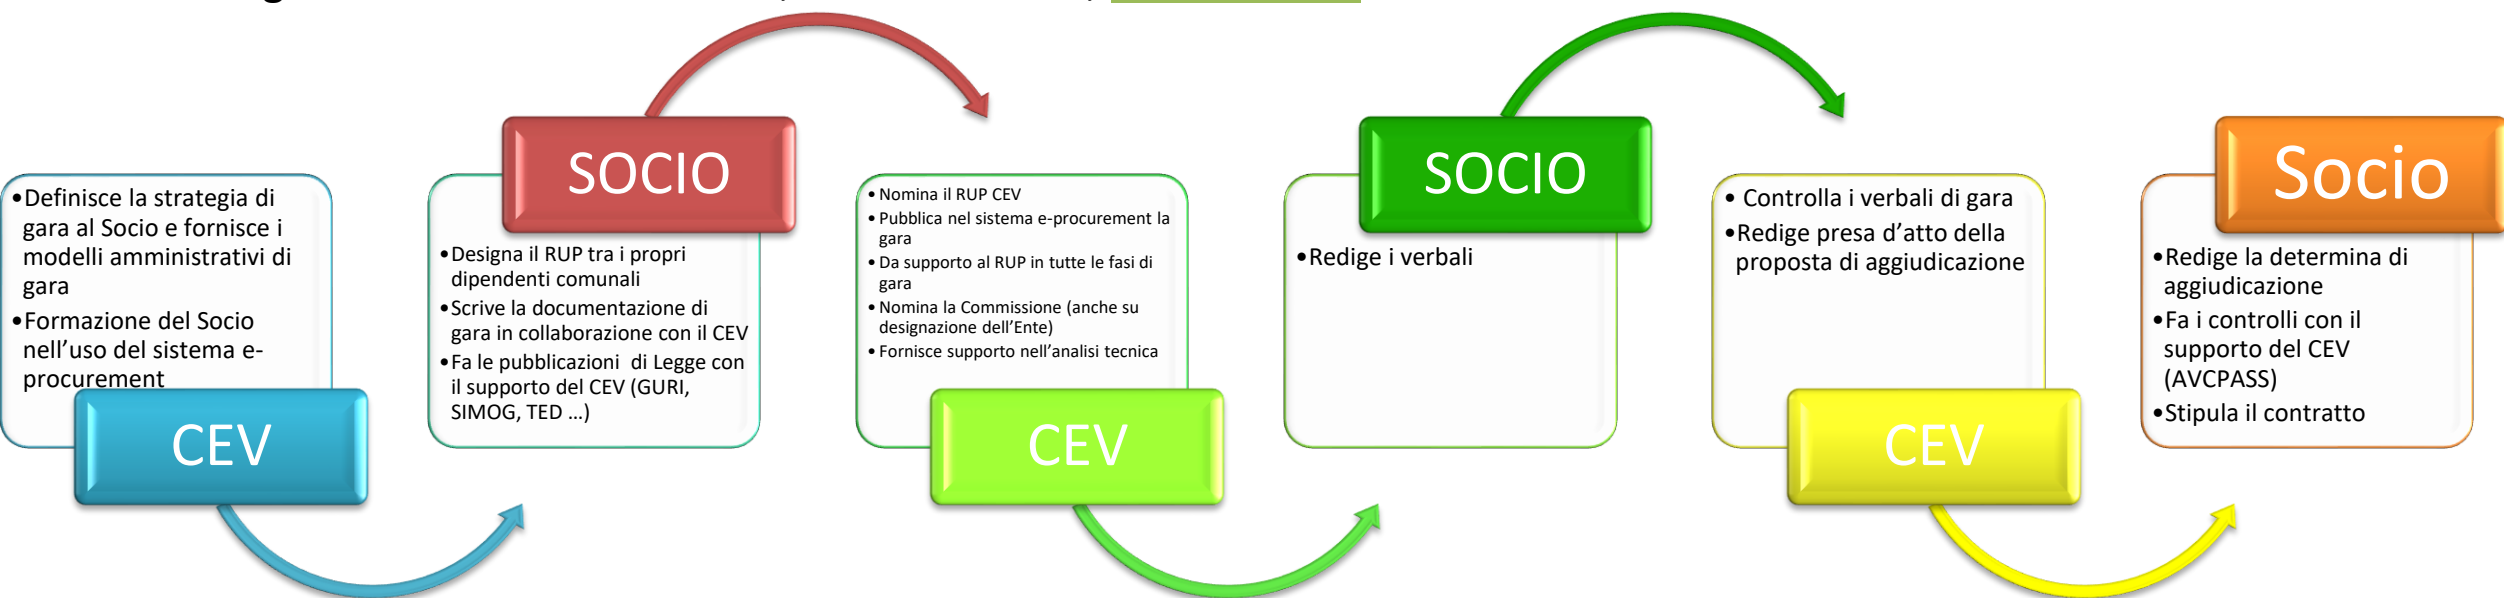 •Definisce la strategia di
gara al Socio e fornisce i
modelli amministrativi di
gara
•Formazione del Socio
nell'uso del sistema e-
procurement
CEV
SOCIO
•Designa il RUP tra i propri
dipendenti comunali
•Scrive la documentazione di
gara in collaborazione con il CEV
•Fa le pubblicazioni di Legge con
il supporto del CEV (GURI,
SIMOG, TED …)
• Nomina il RUP CEV
• Pubblica nel sistema e-procurement la
gara
• Da supporto al RUP in tutte le fasi di
gara
• Nomina la Commissione (anche su
designazione dell'Ente)
• Fornisce supporto nell'analisi tecnica
CEV
SOCIO
•Redige i verbali
• Controlla i verbali di gara
•Redige presa d'atto della
proposta di aggiudicazione
CEV
Socio
•Redige la determina di
aggiudicazione
•Fa i controlli con il
supporto del CEV
(AVCPASS)
•Stipula il contratto